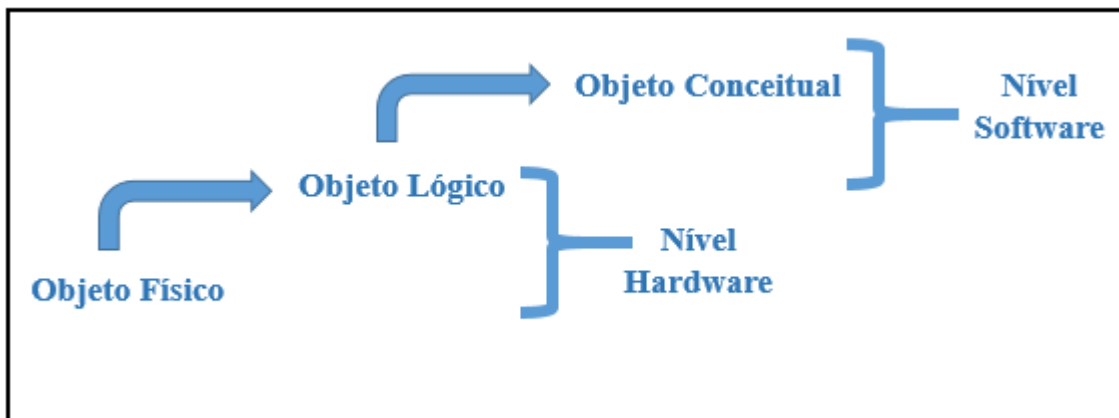 Objeto Conceitual
Nível
Software
Objeto Lógico
Nível
Hardware
Objeto Físico